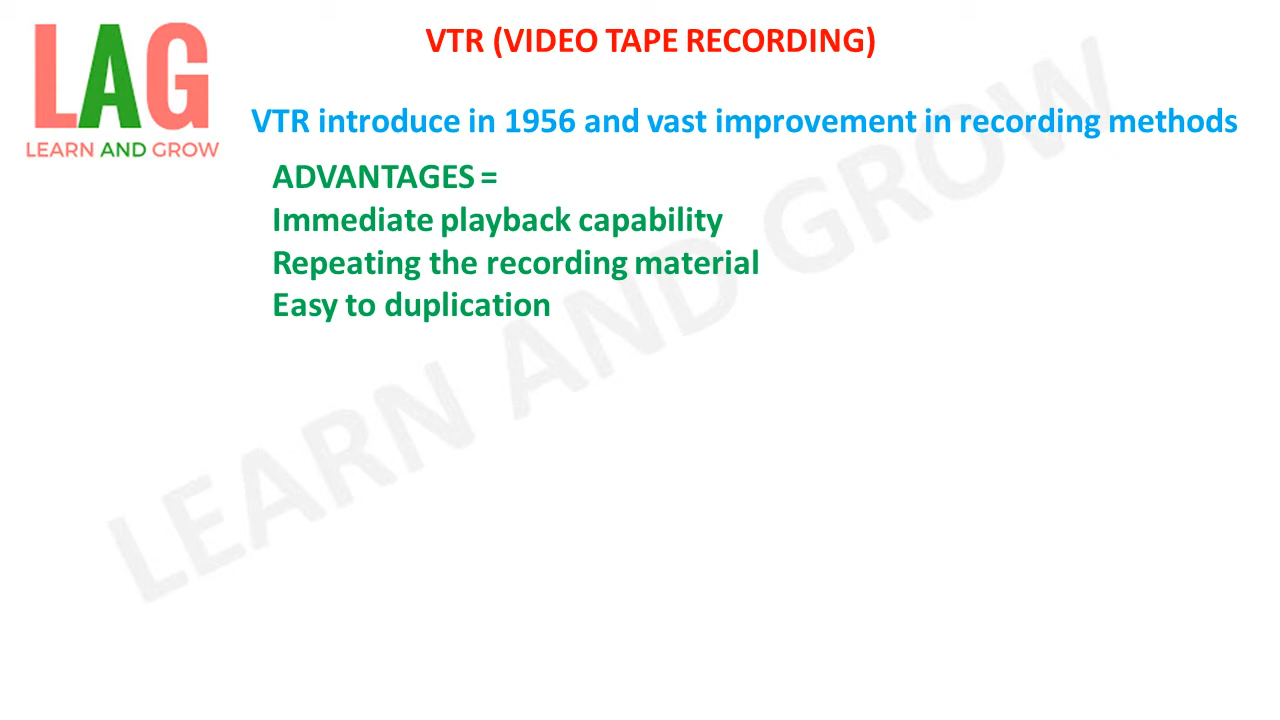 LAG
LEARN AND GROW
VTR (VIDEO TAPE RECORDING)
VTR introduce in 1956 and vast improvement in recording methods
ADVANTAGES =
Immediate playback capability
Repeating the recording material
Easy to duplication
LEARN AND GROW